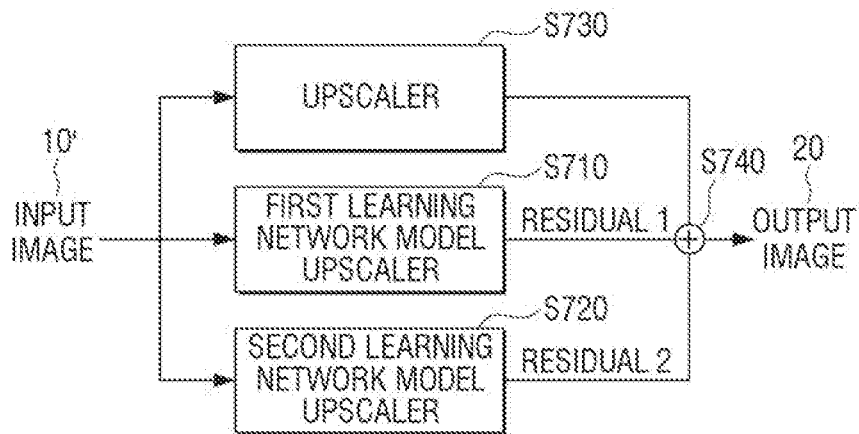 S730
UPSCALER
10'
INPUT
IMAGE
S710
FIRST LEARNING
NETWORK MODEL
UPSCALER
RESIDUAL 1
S740
20
OUTPUT
IMAGE
S720
SECOND LEARNING
NETWORK MODEL
UPSCALER
RESIDUAL 2